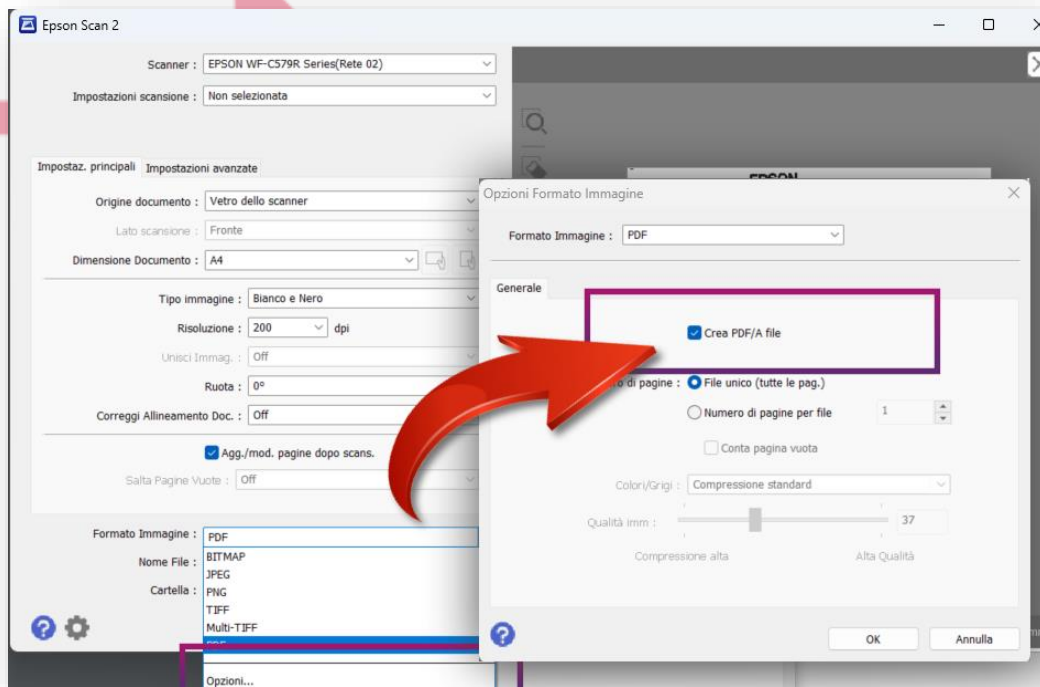 Epson Scan 2
Scanner : EPSON WF-C579R Series(Rete 02)
Impostazioni scansione : Non selezionata
Impostaz. principali Impostazioni avanzate
Origine documento : Vetro dello scanner
Lato scansione : Fronte
Dimensione Documento : A4
Tipo immagine : Bianco e Nero
Risoluzione : 200 dpi
Unisci Immag. : Off
Ruota : 0°
Correggi Allineamento Doc. : Off
Agg./mod. pagine dopo scans.
Salta Pagine Vuote : Off
Formato Immagine : PDF
Nome File :
Cartella :
BITMAP
JPEG
PNG
TIFF
Multi-TIFF
PDF
Opzioni...
EPSON
Opzioni Formato Immagine
Formato Immagine : PDF
Generale
Crea PDF/A file
di pagine : File unico (tutte le pag.)
Numero di pagine per file 1
Conta pagina vuota
Colori/Grigi : Compressione standard
Qualità imm : 37
Compressione alta Alta Qualità
OK Annulla